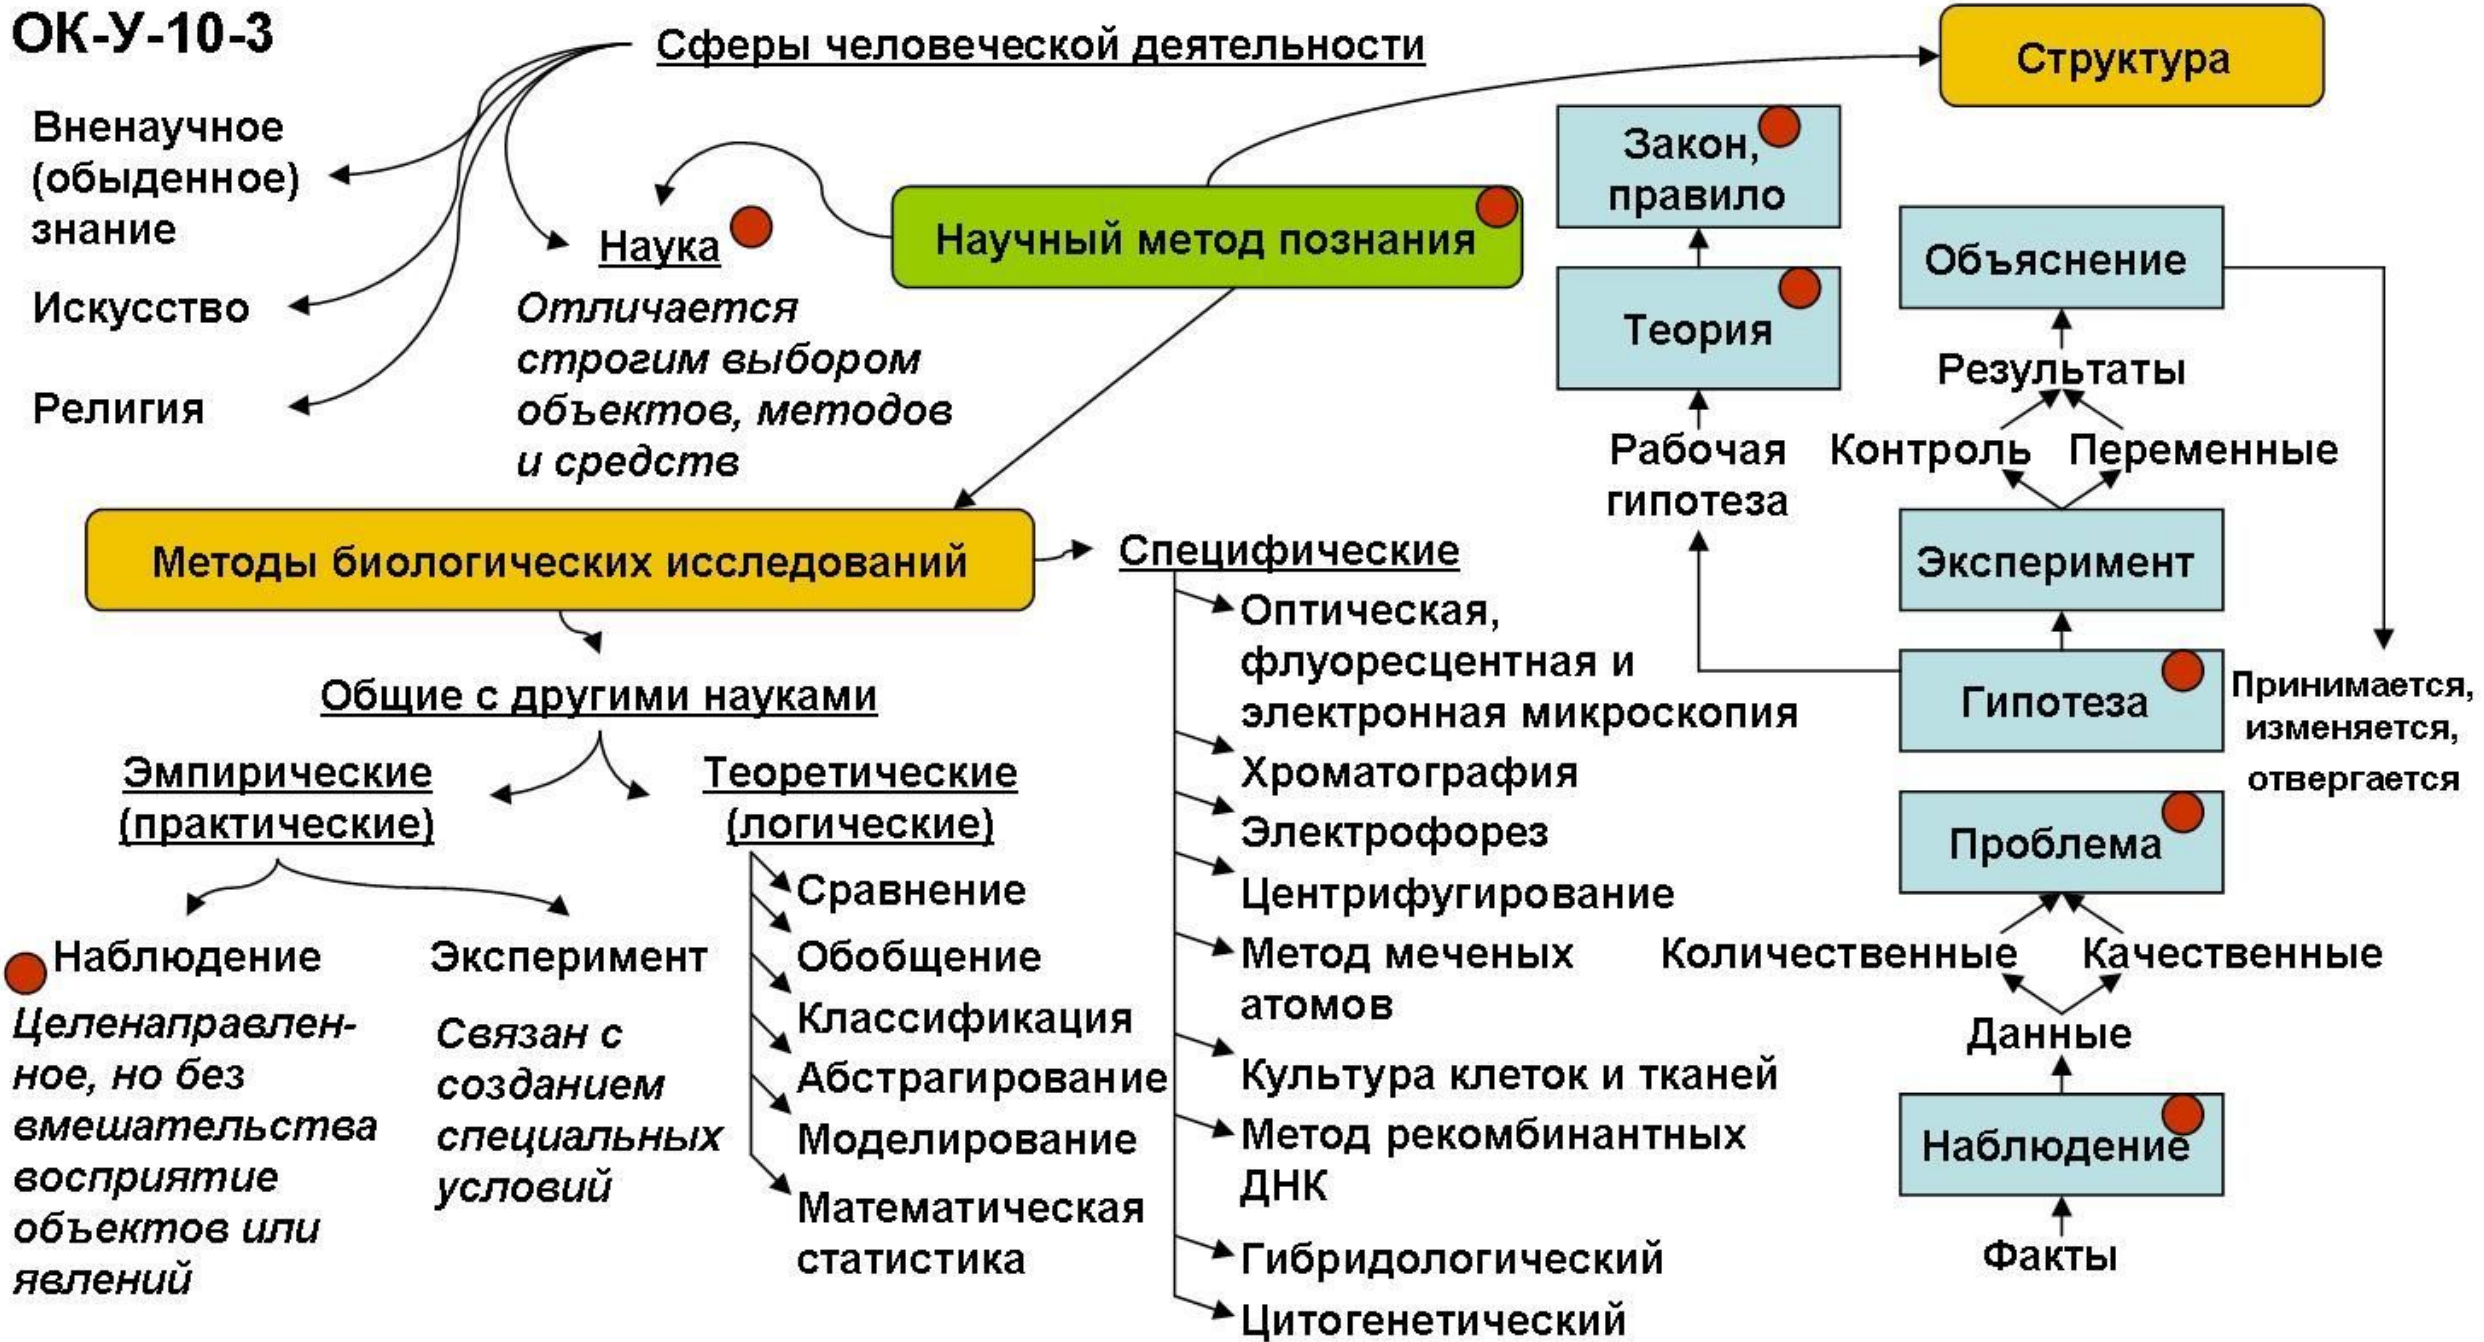 ОК-У-10-3
Сферы человеческой деятельности
Структура
Вненаучное
(обыденное)
знание
Искусство
Религия
Наука
Отличается
строгим выбором
объектов, методов
и средств
Научный метод познания
Закон,
правило
Теория
Рабочая
гипотеза
Объяснение
Результаты
Контроль
Переменные
Эксперимент
Гипотеза
Принимается,
изменяется,
отвергается
Проблема
Количественные
Качественные
Данные
Наблюдение
Факты
Методы биологических исследований
Общие с другими науками
Эмпирические
(практические)
Наблюдение
Целенаправлен-
ное, но без
вмешательства
восприятие
объектов или
явлений
Эксперимент
Связан с
созданием
специальных
условий
Теоретические
(логические)
Сравнение
Обобщение
Классификация
Абстрагирование
Моделирование
Математическая
статистика
Специфические
Оптическая,
флуоресцентная и
электронная микроскопия
Хроматография
Электрофорез
Центрифугирование
Метод меченых
атомов
Культура клеток и тканей
Метод рекомбинантных
ДНК
Гибридологический
Цитогенетический